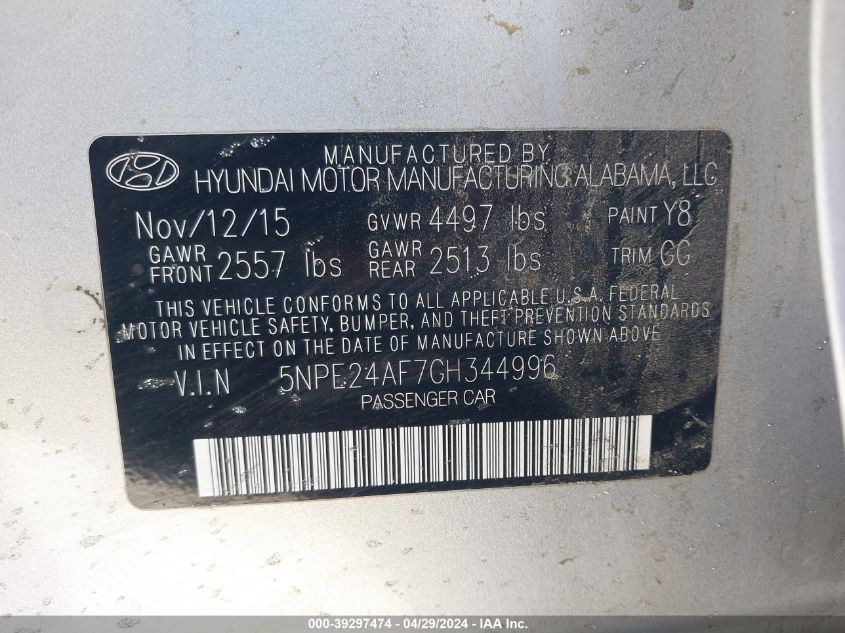 MANUFACTURED BY
HYUNDAI MOTOR MANUFACTURING ALABAMA, LLC
Nov/12/15 GVWR 4497 lbs PAINT Y8
GAWR FRONT 2557 lbs GAWR REAR 2513 lbs TRIM GG
THIS VEHICLE CONFORMS TO ALL APPLICABLE U.S.A. FEDERAL
MOTOR VEHICLE SAFETY, BUMPER, AND THEFT PREVENTION STANDARDS
IN EFFECT ON THE DATE OF MANUFACTURE SHOWN ABOVE
V.I.N 5NPE24AF7GH344996
PASSENGER CAR
000-39297474 - 04/29/2024 - IAA Inc.